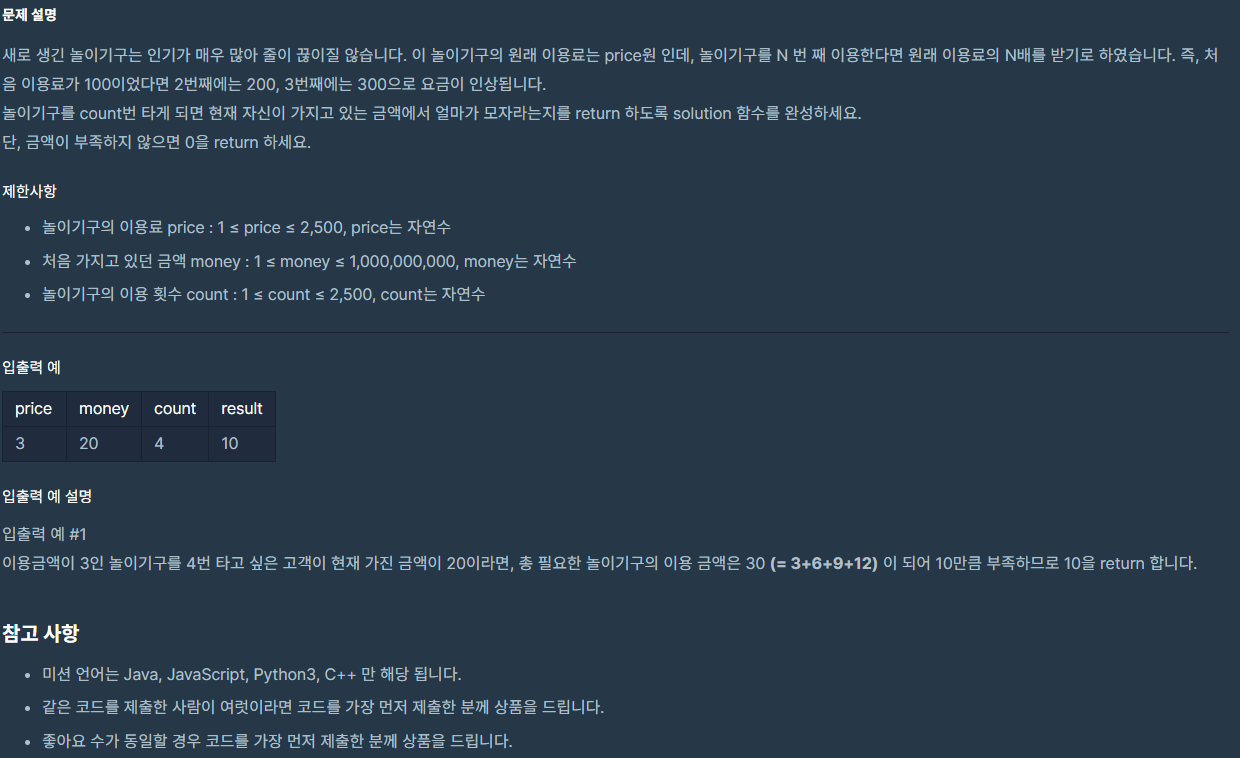 문제 설명
새로 생긴 놀이기구는 인기가 매우 많아 줄이 끊이질 않습니다. 이 놀이기구의 원래 이용료는 price원 인데, 놀이기구를 N 번 째 이용한다면 원래 이용료의 N배를 받기로 하였습니다. 즉, 처
음 이용료가 100이었다면 2번째에는 200, 3번째에는 300으로 요금이 인상됩니다.
놀이기구를 count번 타게 되면 현재 자신이 가지고 있는 금액에서 얼마가 모자라는지를 return 하도록 solution 함수를 완성하세요.
단, 금액이 부족하지 않으면 0을 return 하세요.
제한사항
• 놀이기구의 이용료 price : 1 ≤ price ≤ 2,500, price는 자연수
• 처음 가지고 있던 금액 money : 1 ≤ money ≤ 1,000,000,000, money는 자연수
• 놀이기구의 이용 횟수 count : 1 ≤ count ≤ 2,500, count는 자연수
입출력 예
price money count result
3 20 4 10
입출력 예 설명
입출력 예 #1
이용금액이 3인 놀이기구를 4번 타고 싶은 고객이 현재 가진 금액이 20이라면, 총 필요한 놀이기구의 이용 금액은 30 (= 3+6+9+12) 이 되어 10만큼 부족하므로 10을 return 합니다.
참고 사항
• 미션 언어는 Java, JavaScript, Python3, C++ 만 해당 됩니다.
• 같은 코드를 제출한 사람이 여럿이라면 코드를 가장 먼저 제출한 분께 상품을 드립니다.
• 좋아요 수가 동일할 경우 코드를 가장 먼저 제출한 분께 상품을 드립니다.